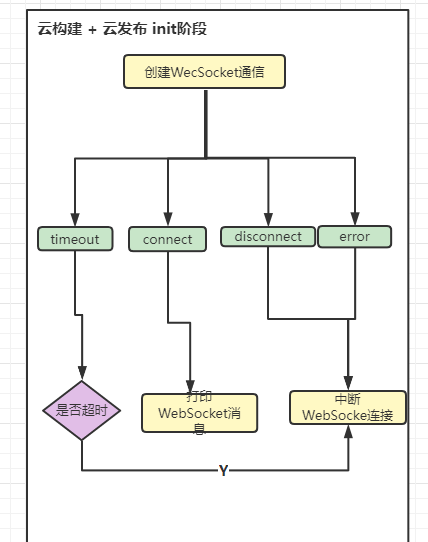 云构建 + 云发布 init阶段
创建WecSocket通信
timeout
connect
disconnect
error
是否超时
打印
WebSocket消
息
中断
WebSocke连接
Y